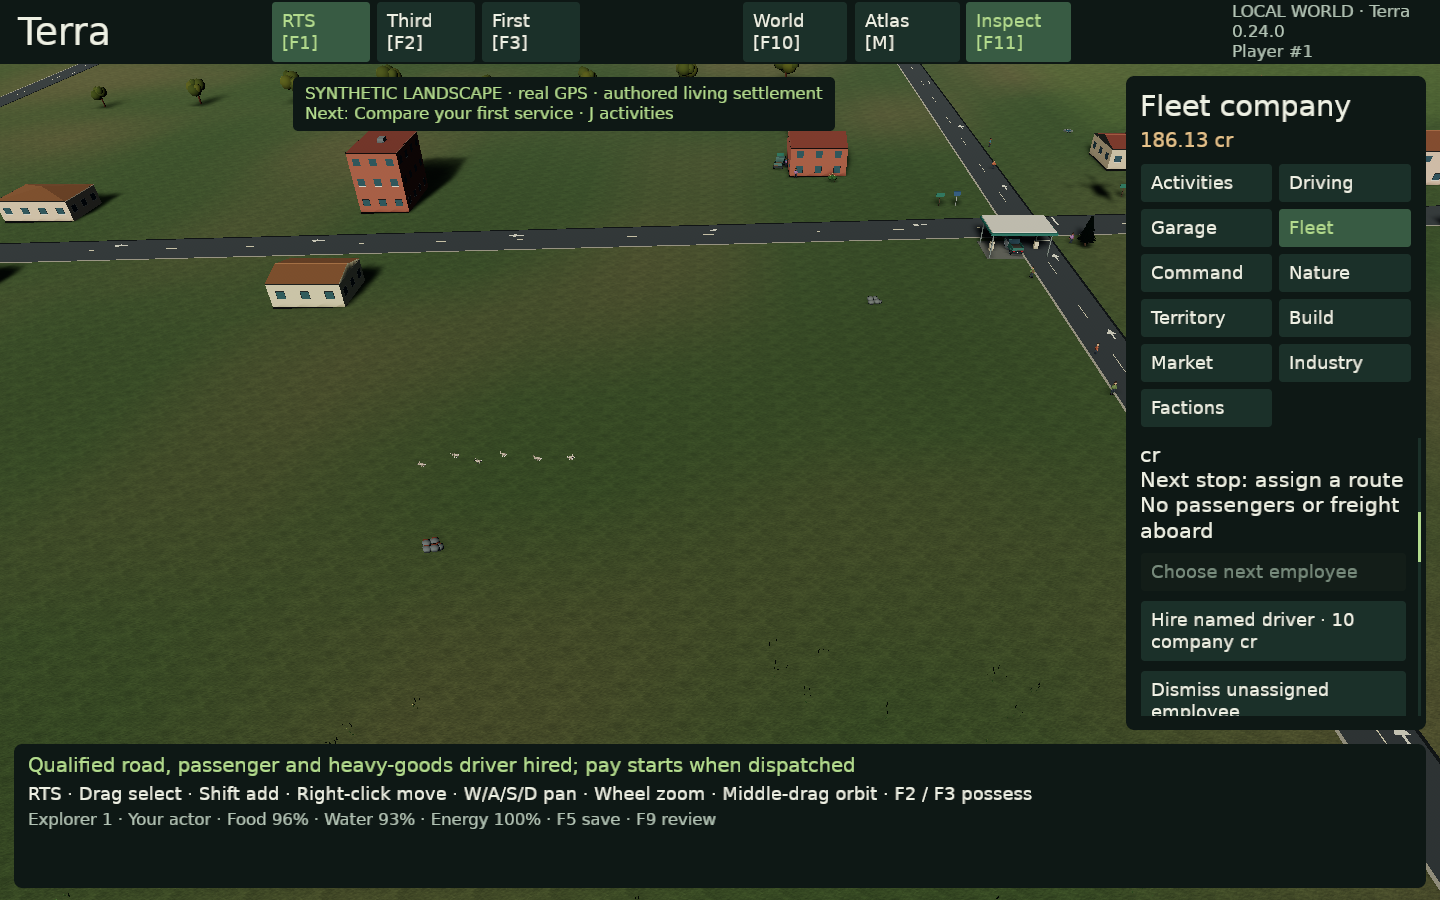 Terra
RTS
[F1]
Third
[F2]
First
[F3]
World
[F10]
Atlas
[M]
Inspect
[F11]
LOCAL WORLD · Terra
0.24.0
Player #1
SYNTHETIC LANDSCAPE · real GPS · authored living settlement
Next: Compare your first service · J activities
Fleet company
186.13 cr
Activities
Driving
Garage
Fleet
Command
Nature
Territory
Build
Market
Industry
Factions
cr
Next stop: assign a route
No passengers or freight
aboard
Choose next employee
Hire named driver · 10
company cr
Dismiss unassigned
employee
Qualified road, passenger and heavy-goods driver hired; pay starts when dispatched
RTS · Drag select · Shift add · Right-click move · W/A/S/D pan · Wheel zoom · Middle-drag orbit · F2 / F3 possess
Explorer 1 · Your actor · Food 96% · Water 93% · Energy 100% · F5 save · F9 review